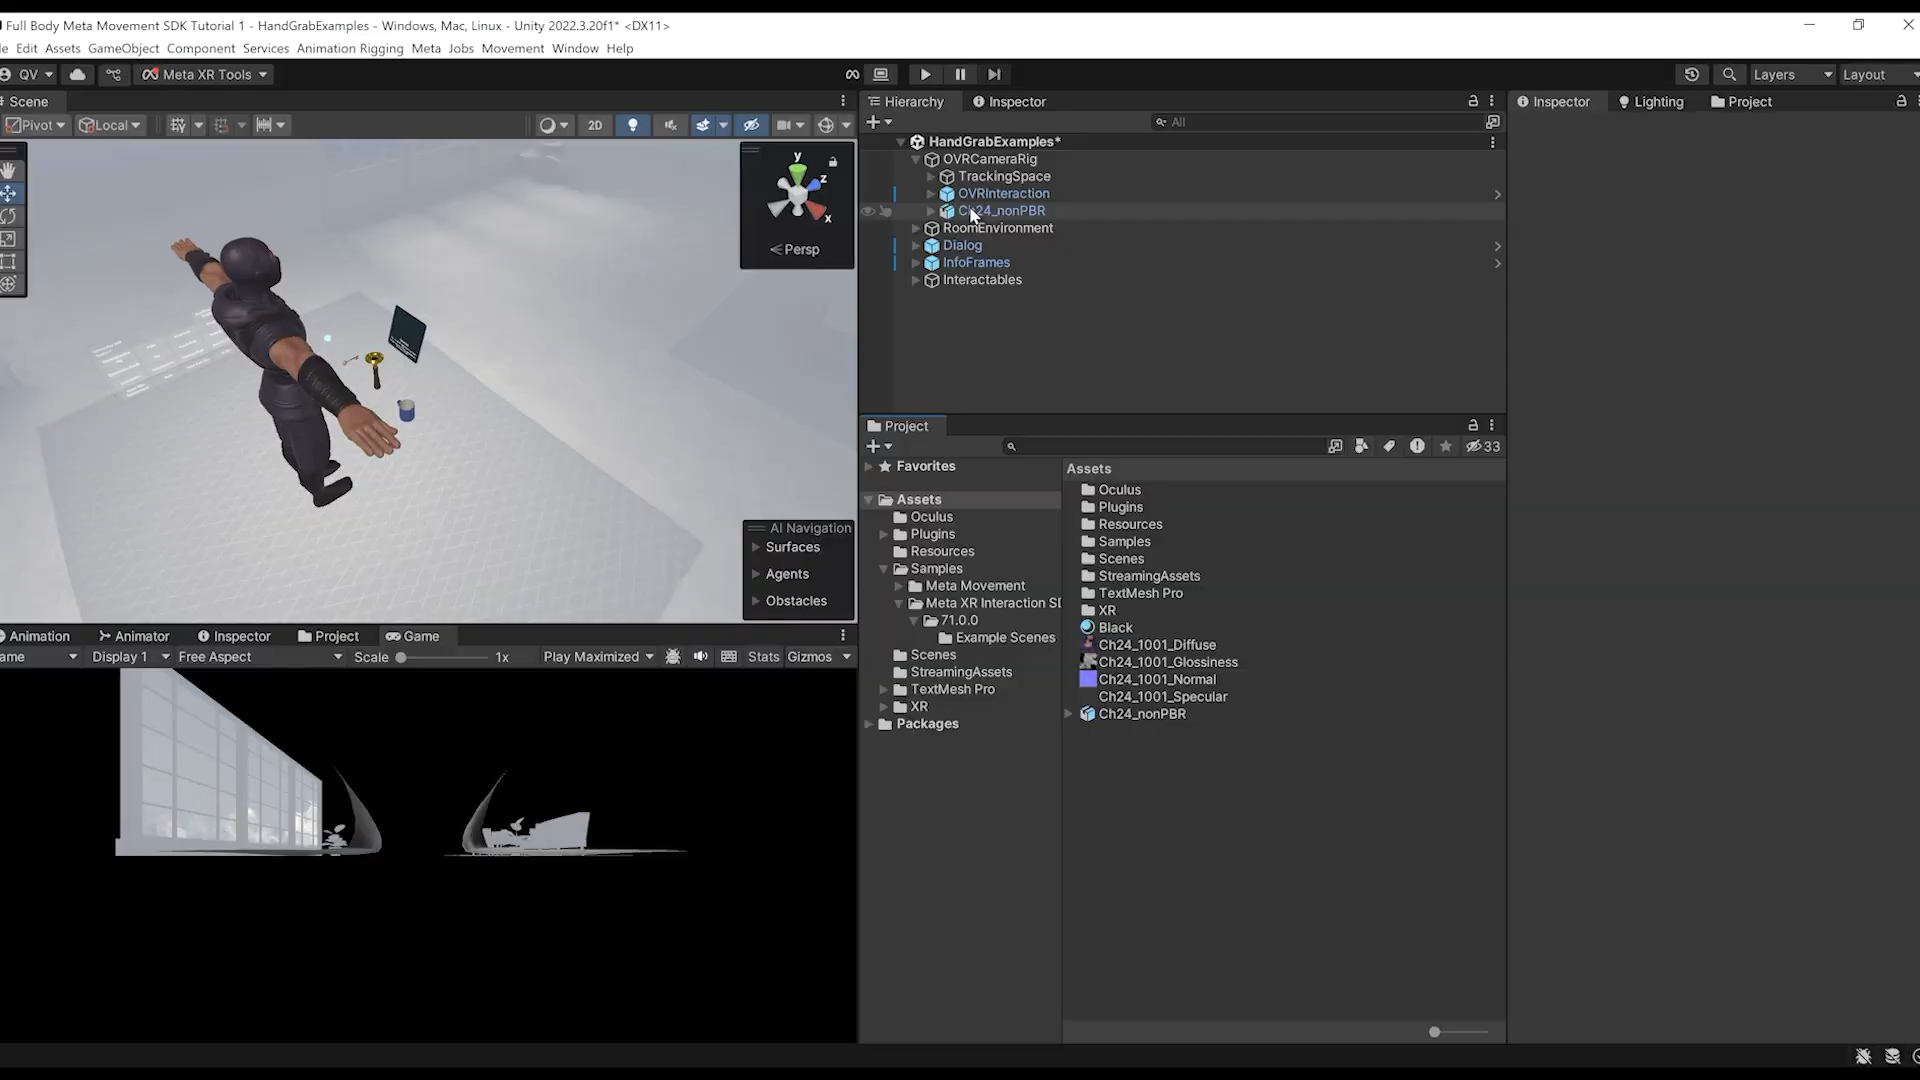 Full Body Meta Movement SDK Tutorial 1 - HandGrabExamples - Windows, Mac, Linux - Unity 2022.3.20f1* <DX11>
le Edit Assets GameObject Component Services Animation Rigging Meta Jobs Movement Window Help
QV Meta XR Tools Layers Layout
Scene Hierarchy Inspector Inspector Lighting Project
Pivot Local 2D All
HandGrabExamples*
OVRCameraRig
TrackingSpace
OVRInteraction
Ch24_nonPBR
RoomEnvironment
Dialog
InfoFrames
Interactables
y
z
x
Persp
AI Navigation
Surfaces
Agents
Obstacles
Project
33
Favorites
Assets
Oculus
Plugins
Resources
Samples
Meta Movement
Meta XR Interaction SD
71.0.0
Example Scenes
Scenes
StreamingAssets
TextMesh Pro
XR
Packages
Assets
Oculus
Plugins
Resources
Samples
Scenes
StreamingAssets
TextMesh Pro
XR
Black
Ch24_1001_Diffuse
Ch24_1001_Glossiness
Ch24_1001_Normal
Ch24_1001_Specular
Ch24_nonPBR
Animation Animator Inspector Project Game
ame Display 1 Free Aspect Scale 1x Play Maximized Stats Gizmos